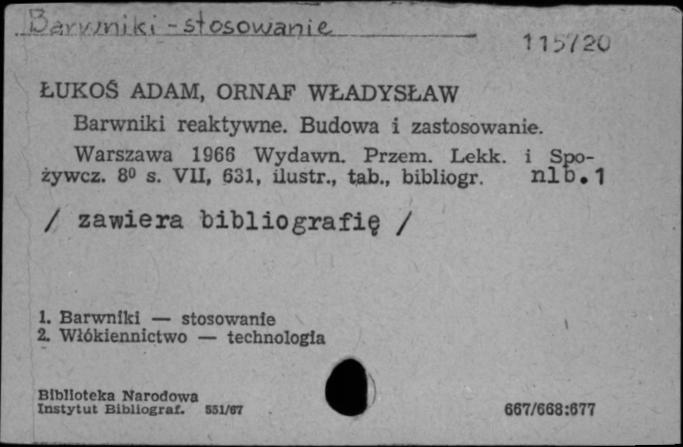 Barwniki - stosowanie
115720
ŁUKOŚ ADAM, ORNAF WŁADYSŁAW
Barwniki reaktywne. Budowa i zastosowanie.
Warszawa 1966 Wydawn. Przem. Lekk. i Spo-
żywcz. 8º s. VII, 631, ilustr., tab., bibliogr. nlb.1
/ zawiera bibliografię /
1. Barwniki — stosowanie
2. Włókiennictwo — technologia
Biblioteka Narodowa
Instytut Bibliograf. 551/67
667/668:677